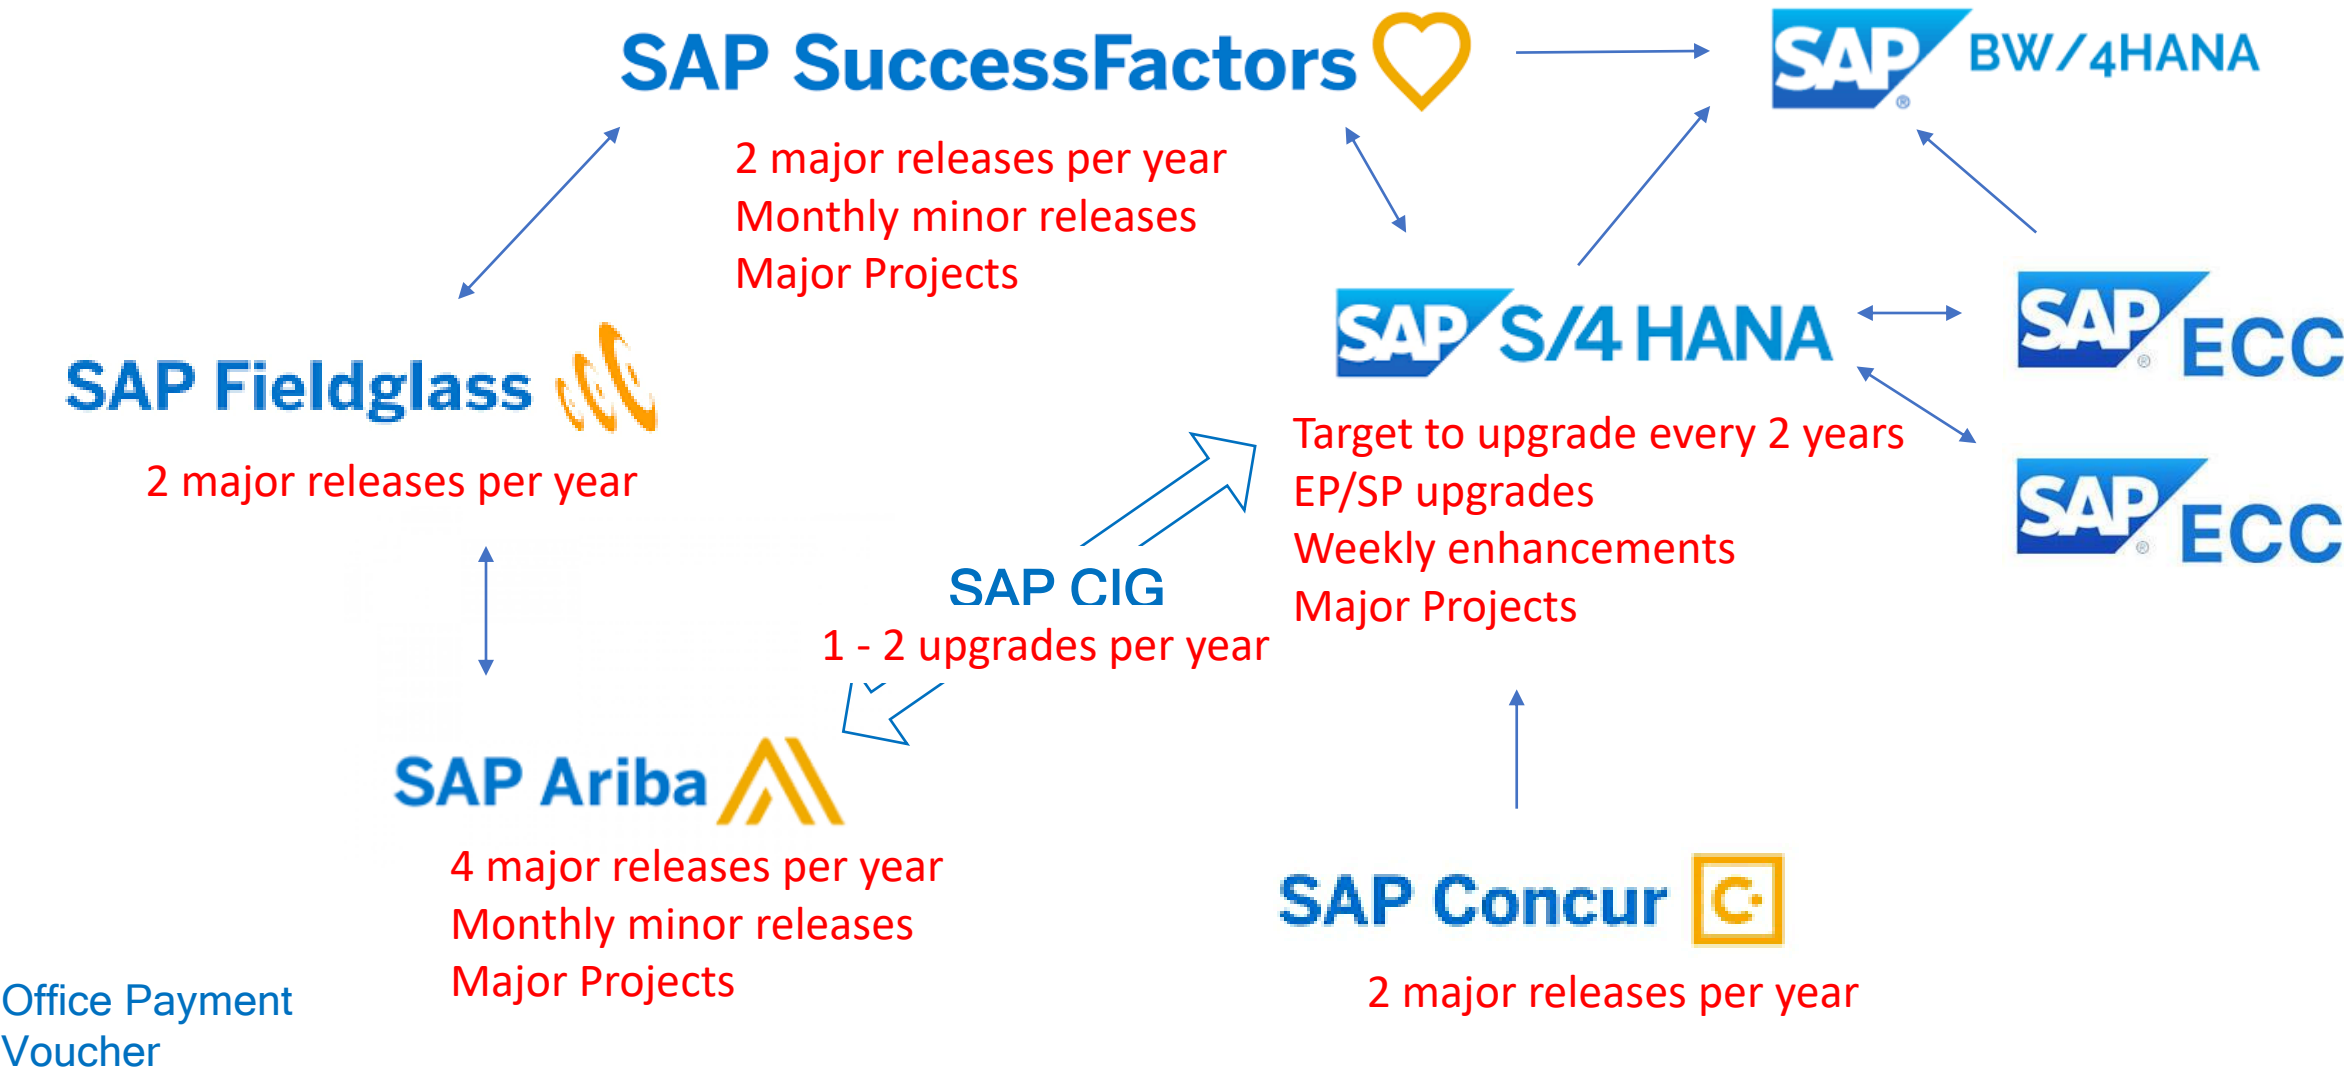 SAP SuccessFactors
2 major releases per year
Monthly minor releases
Major Projects
SAP BW/4HANA
SAP Fieldglass
2 major releases per year
SAP S/4 HANA
Target to upgrade every 2 years
EP/SP upgrades
Weekly enhancements
Major Projects
SAP ECC
SAP ECC
SAP CIG
1 - 2 upgrades per year
SAP Ariba
4 major releases per year
Monthly minor releases
Major Projects
SAP Concur C
2 major releases per year
Office Payment
Voucher